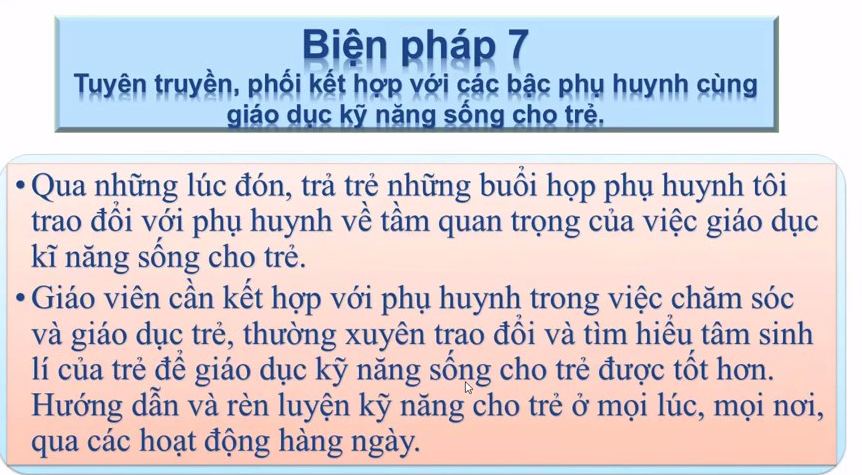 Biện pháp 7
Tuyên truyền, phối kết hợp với các bậc phụ huynh cùng
giáo dục kỹ năng sống cho trẻ.
• Qua những lúc đón, trả trẻ những buổi họp phụ huynh tôi
trao đổi với phụ huynh về tầm quan trọng của việc giáo dục
kĩ năng sống cho trẻ.
• Giáo viên cần kết hợp với phụ huynh trong việc chăm sóc
và giáo dục trẻ, thường xuyên trao đổi và tìm hiểu tâm sinh
lí của trẻ để giáo dục kỹ năng sống cho trẻ được tốt hơn.
Hướng dẫn và rèn luyện kỹ năng cho trẻ ở mọi lúc, mọi nơi,
qua các hoạt động hàng ngày.